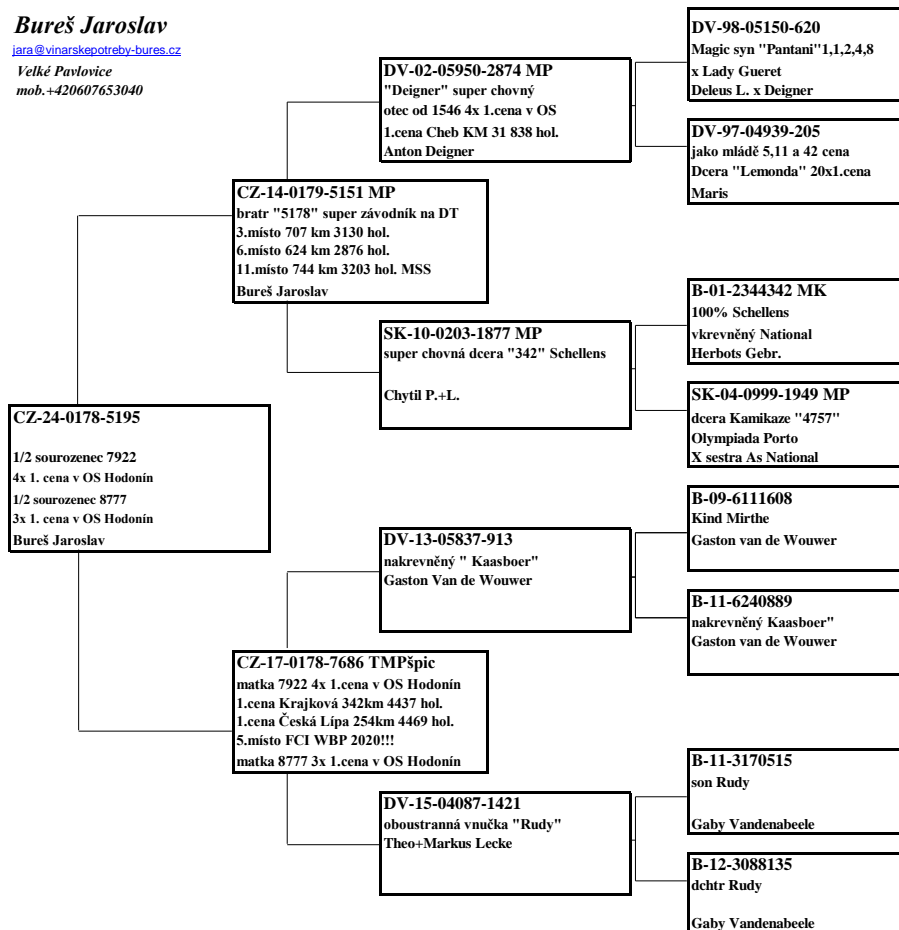 Bureš Jaroslav
jara@vinarskepotreby-bures.cz
Velké Pavlovice
mob.+420607653040
CZ-24-0178-5195
1/2 sourozenec 7922
4x 1. cena v OS Hodonín
1/2 sourozenec 8777
3x 1. cena v OS Hodonín
Bureš Jaroslav
CZ-14-0179-5151 MP
bratr "5178" super závodník na DT
3.místo 707 km 3130 hol.
6.místo 624 km 2876 hol.
11.místo 744 km 3203 hol. MSS
Bureš Jaroslav
CZ-17-0178-7686 TMPšpic
matka 7922 4x 1.cena v OS Hodonín
1.cena Krajková 342km 4437 hol.
1.cena Česká Lípa 254km 4469 hol.
5.místo FCI WBP 2020!!!
matka 8777 3x 1.cena v OS Hodonín
DV-02-05950-2874 MP
"Deigner" super chovný
otec od 1546 4x 1.cena v OS
1.cena Cheb KM 31 838 hol.
Anton Deigner
SK-10-0203-1877 MP
super chovná dcera "342" Schellens
Chytil P.+L.
DV-13-05837-913
nakrevněný " Kaasboer"
Gaston Van de Wouwer
DV-15-04087-1421
oboustranná vnučka "Rudy"
Theo+Markus Lecke
DV-98-05150-620
Magic syn "Pantani"1,1,2,4,8
x Lady Gueret
Deleus L. x Deigner
DV-97-04939-205
jako mládě 5,11 a 42 cena
Dcera "Lemonda" 20x1.cena
Maris
B-01-2344342 MK
100% Schellens
vkrevněný National
Herbots Gebr.
SK-04-0999-1949 MP
dcera Kamikaze "4757"
Olympiada Porto
X sestra As National
B-09-6111608
Kind Mirthe
Gaston van de Wouwer
B-11-6240889
nakrevněný Kaasboer"
Gaston van de Wouwer
B-11-3170515
son Rudy
Gaby Vandenabeele
B-12-3088135
dchtr Rudy
Gaby Vandenabeele